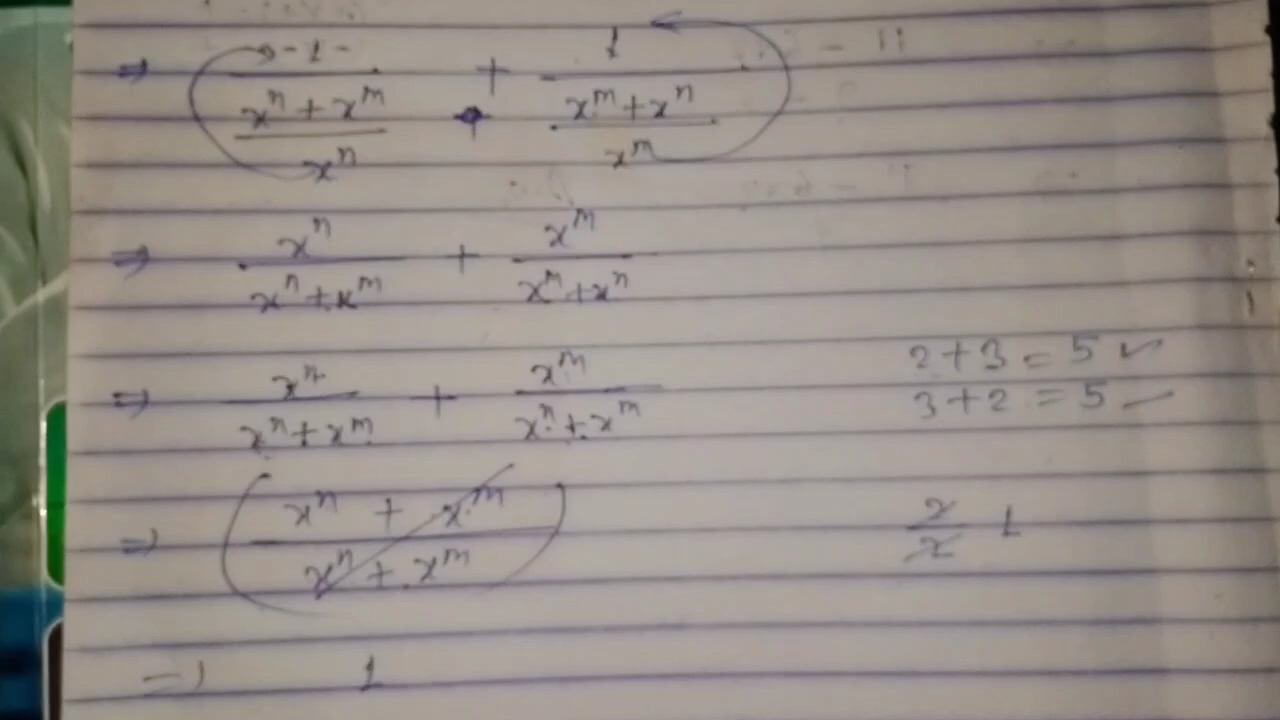 ⇒ 1/((xⁿ + xᵐ)/xⁿ) + 1/((xᵐ + xⁿ)/xᵐ)
⇒ xⁿ/(xⁿ + xᵐ) + xᵐ/(xᵐ + xⁿ)
⇒ xⁿ/(xⁿ + xᵐ) + xᵐ/(xⁿ + xᵐ)
2 + 3 = 5 ✓
3 + 2 = 5 ✓
⇒ ((xⁿ + xᵐ)/(xⁿ + xᵐ))
⇒ 1